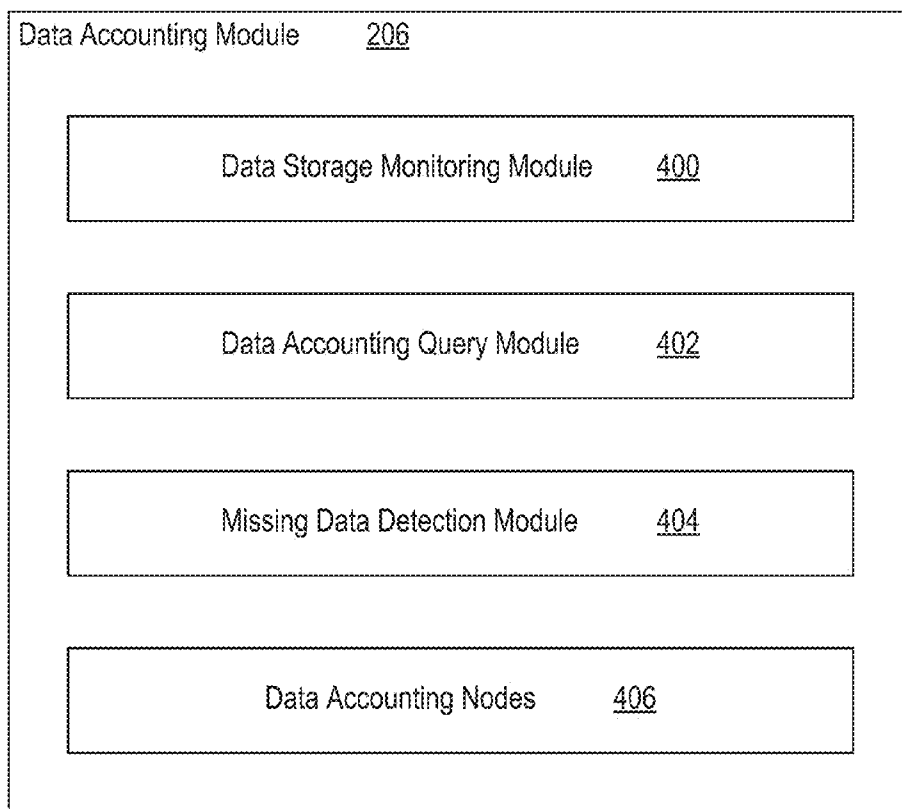 Data Accounting Module 206
Data Storage Monitoring Module 400
Data Accounting Query Module 402
Missing Data Detection Module 404
Data Accounting Nodes 406